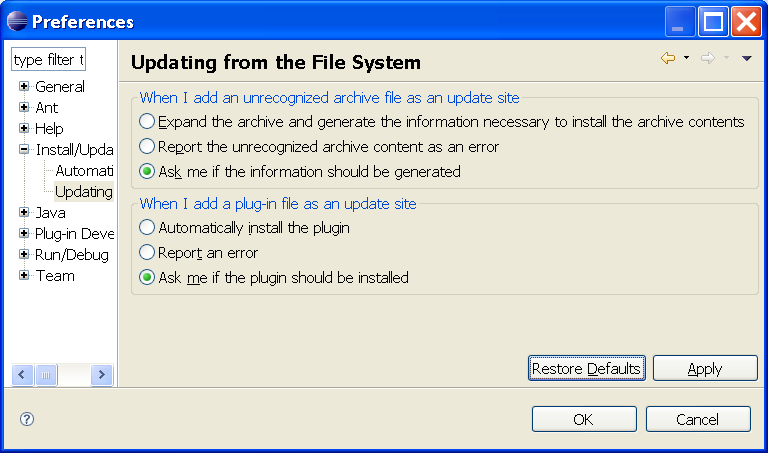 Preferences
type filter t
Updating from the File System
General
Ant
Help
Install/Upda
Automati
Updating
Java
Plug-in Deve
Run/Debug
Team
When I add an unrecognized archive file as an update site
Expand the archive and generate the information necessary to install the archive contents
Report the unrecognized archive content as an error
Ask me if the information should be generated
When I add a plug-in file as an update site
Automatically install the plugin
Report an error
Ask me if the plugin should be installed
Restore Defaults
Apply
?
OK
Cancel